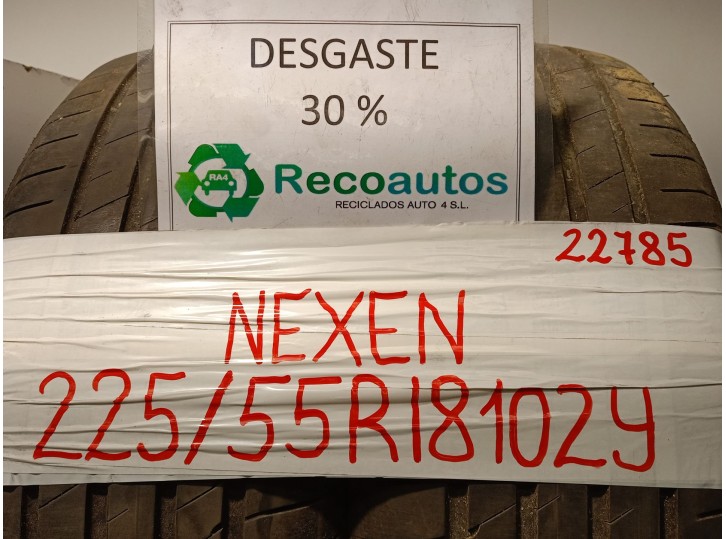 DESGASTE
30 %
RA4
Recoautos
RECICLADOS AUTO 4 S.L.
22785
NEXEN
225/55R18102Y